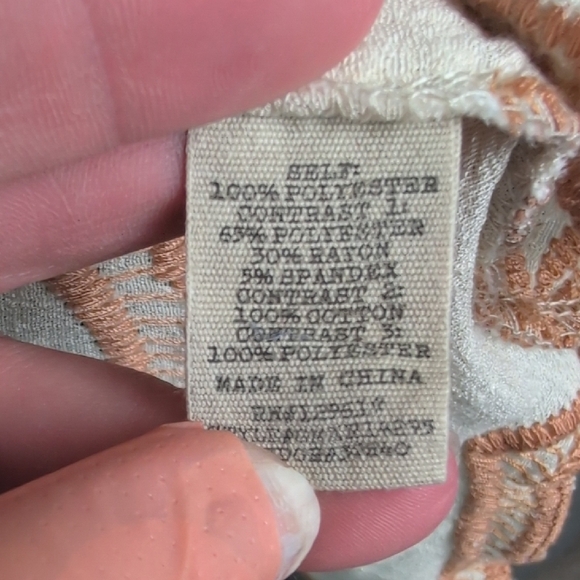 SELF:
100% POLYESTER
CONTRAST 1:
65% POLYESTER
30% RAYON
5% SPANDEX
CONTRAST 2:
100% COTTON
CONTRAST 3:
100% POLYESTER
MADE IN CHINA